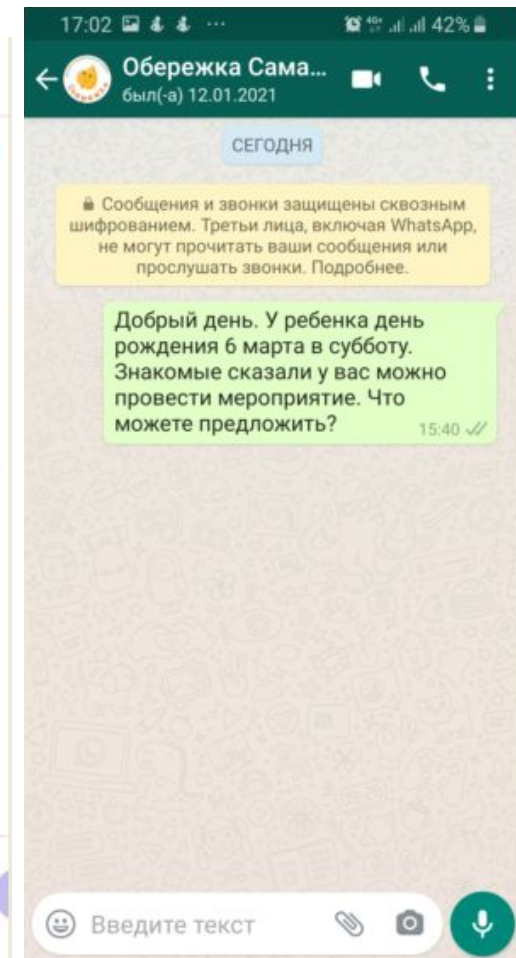 17:02 ... 42%
Обережка Сама...
был(-а) 12.01.2021
СЕГОДНЯ
Сообщения и звонки защищены сквозным
шифрованием. Третьи лица, включая WhatsApp,
не могут прочитать ваши сообщения или
прослушать звонки. Подробнее.
Добрый день. У ребенка день
рождения 6 марта в субботу.
Знакомые сказали у вас можно
провести мероприятие. Что
можете предложить?
15:40
Введите текст